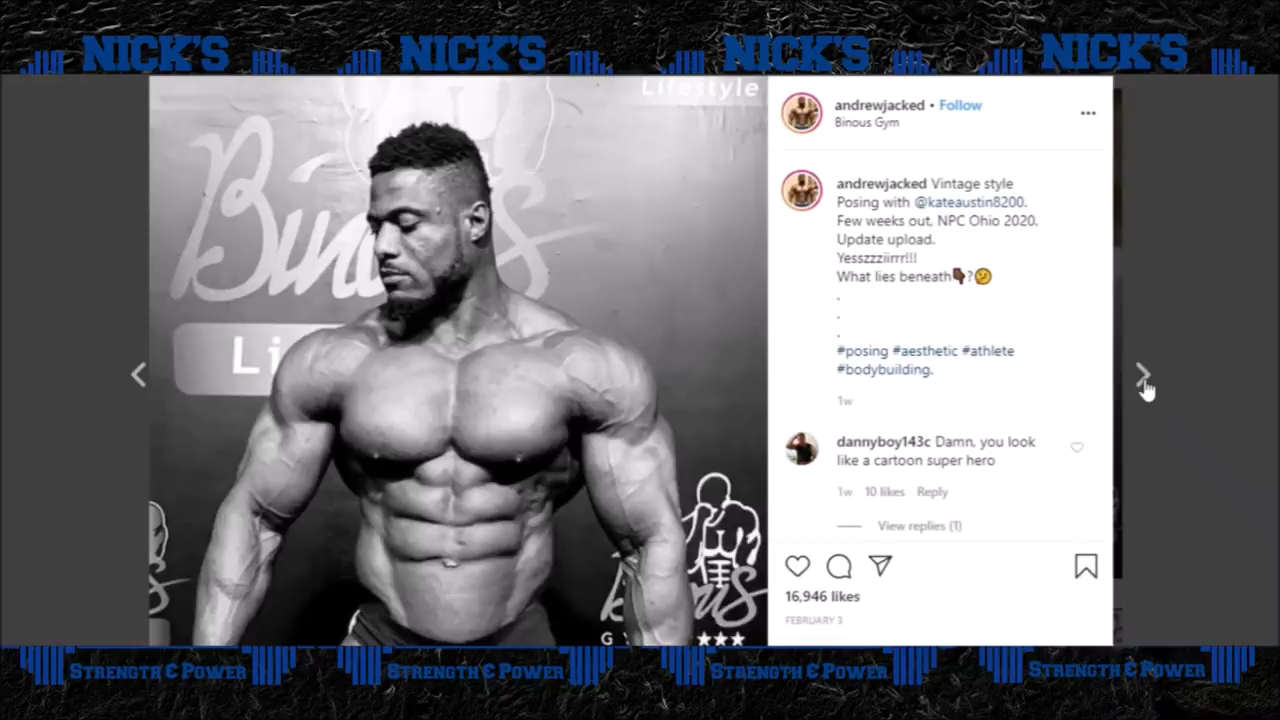 NICK'S NICK'S NICK'S NICK'S
Lifestyle
Binous
Li
Binous
G
andrewjacked • Follow
Binous Gym
andrewjacked Vintage style
Posing with @kateaustin8200.
Few weeks out, NPC Ohio 2020.
Update upload.
Yesszzziirrr!!!
What lies beneath👇🏿?🫤
.
.
.
#posing #aesthetic #athlete
#bodybuilding.
1w
dannyboy143c Damn, you look
like a cartoon super hero
1w 10 likes Reply
View replies (1)
16,946 likes
FEBRUARY 3
STRENGTH & POWER STRENGTH & POWER STRENGTH & POWER STRENGTH & POWER